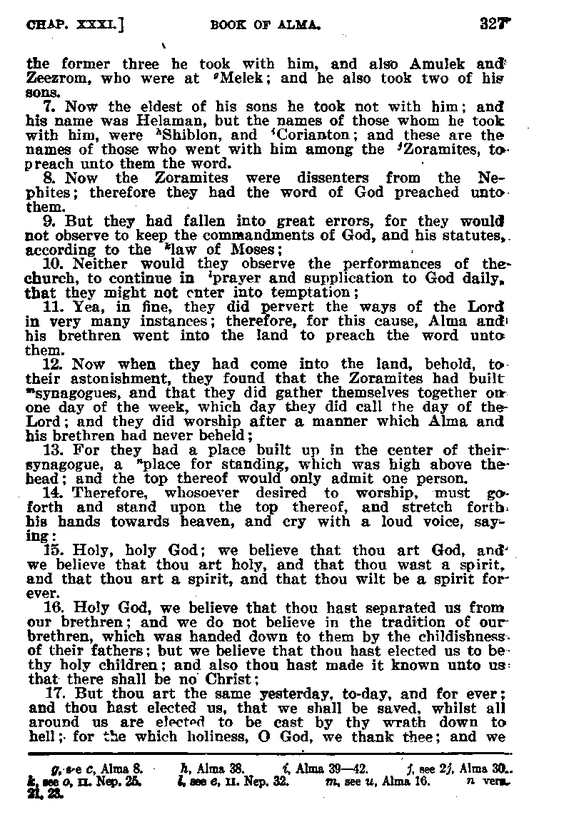 CHAP. XXXI.] BOOK OF ALMA. 327
the former three he took with him, and also Amulek and
Zeezrom, who were at gMelek; and he also took two of his
sons.
7. Now the eldest of his sons he took not with him; and
his name was Helaman, but the names of those whom he took
with him, were hShiblon, and iCorianton; and these are the
names of those who went with him among the jZoramites, to
preach unto them the word.
8. Now the Zoramites were dissenters from the Ne-
phites; therefore they had the word of God preached unto
them.
9. But they had fallen into great errors, for they would
not observe to keep the commandments of God, and his statutes,
according to the klaw of Moses;
10. Neither would they observe the performances of the
church, to continue in lprayer and supplication to God daily,
that they might not enter into temptation;
11. Yea, in fine, they did pervert the ways of the Lord
in very many instances; therefore, for this cause, Alma and
his brethren went into the land to preach the word unto
them.
12. Now when they had come into the land, behold, to
their astonishment, they found that the Zoramites had built
msynagogues, and that they did gather themselves together on
one day of the week, which day they did call the day of the
Lord; and they did worship after a manner which Alma and
his brethren had never beheld;
13. For they had a place built up in the center of their
synagogue, a nplace for standing, which was high above the
head; and the top thereof would only admit one person.
14. Therefore, whosoever desired to worship, must go
forth and stand upon the top thereof, and stretch forth
his hands towards heaven, and cry with a loud voice, say-
ing:
15. Holy, holy God; we believe that thou art God, and
we believe that thou art holy, and that thou wast a spirit,
and that thou art a spirit, and that thou wilt be a spirit for-
ever.
16. Holy God, we believe that thou hast separated us from
our brethren; and we do not believe in the tradition of our
brethren, which was handed down to them by the childishness
of their fathers; but we believe that thou hast elected us to be
thy holy children; and also thou hast made it known unto us
that there shall be no Christ;
17. But thou art the same yesterday, to-day, and for ever;
and thou hast elected us, that we shall be saved, whilst all
around us are elected to be cast by thy wrath down to
hell; for the which holiness, O God, we thank thee; and we
g, see c, Alma 8. h, Alma 38. i, Alma 39—42. j, see 2j, Alma 30.
k, see o, II. Nep. 25. l, see e, II. Nep. 32. m, see u, Alma 16. n vers.
21, 23.